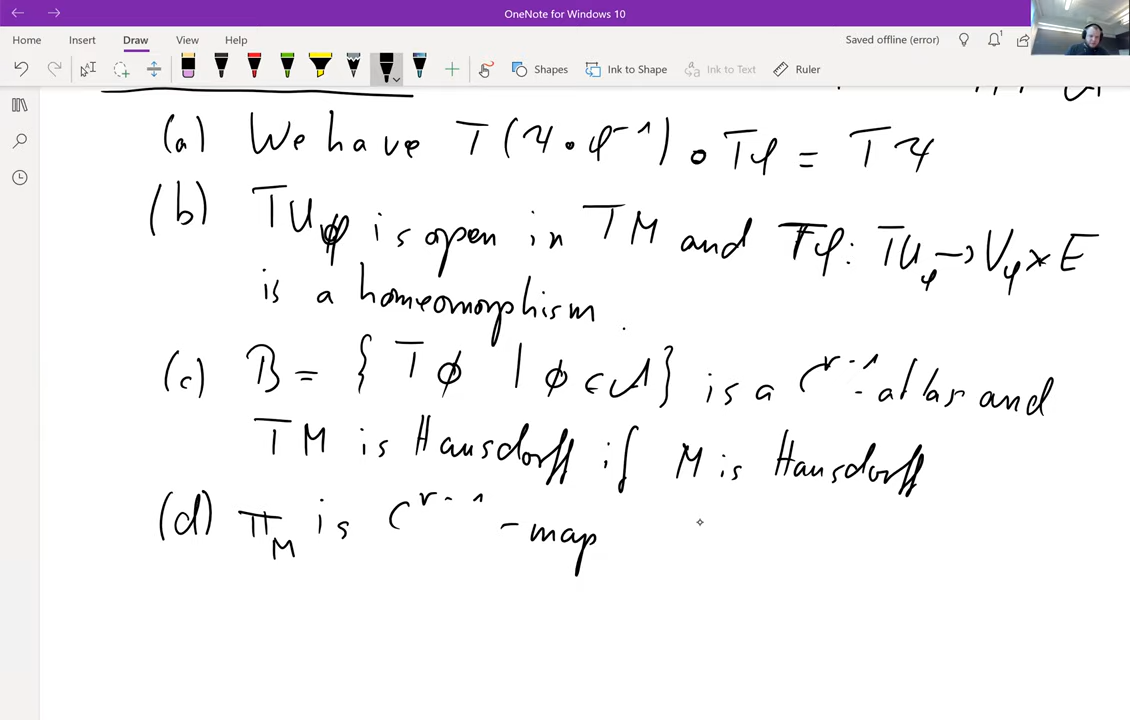 OneNote for Windows 10
Home Insert Draw View Help
Saved offline (error)
Shapes Ink to Shape Ink to Text Ruler
(a) We have T(ψ∘φ⁻¹)∘Tφ = Tψ
(b) TU_φ is open in TM and Tφ: TU_φ → V_φ × E
is a homeomorphism.
(c) B = { Tϕ | ϕ ∈ A } is a C^{r-1}-atlas and
TM is Hausdorff if M is Hausdorff
(d) π_M is C^{r-1}-map